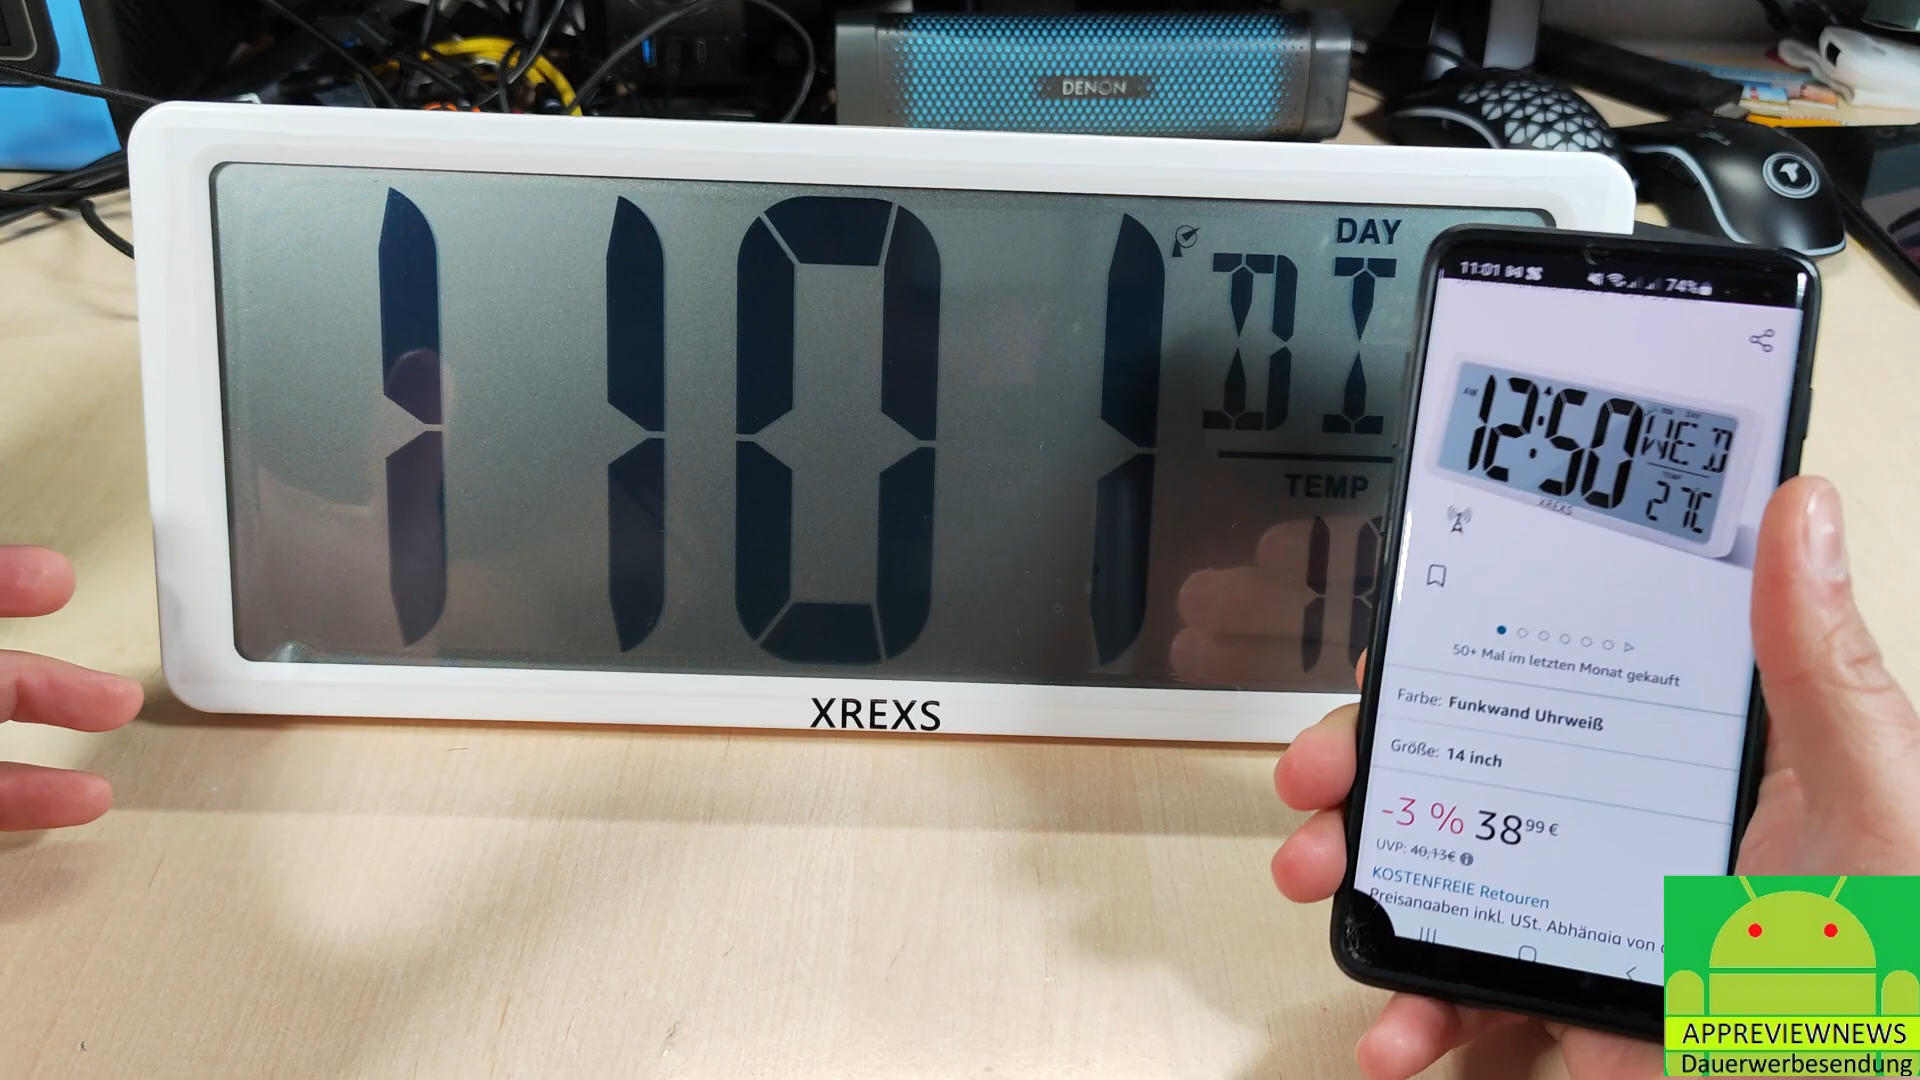 DENON
1101
DAY
DI
TEMP
XREXS
11:01
74%
12:50
WED
DAY
TEMP
27°C
XREXS
50+ Mal im letzten Monat gekauft
Farbe: Funkwand Uhrweiß
Größe: 14 inch
-3 % 38 99 €
UVP: 40,13€
KOSTENFREIE Retouren
Preisangaben inkl. USt. Abhängig von
APPREVIEWNEWS
Dauerwerbesendung